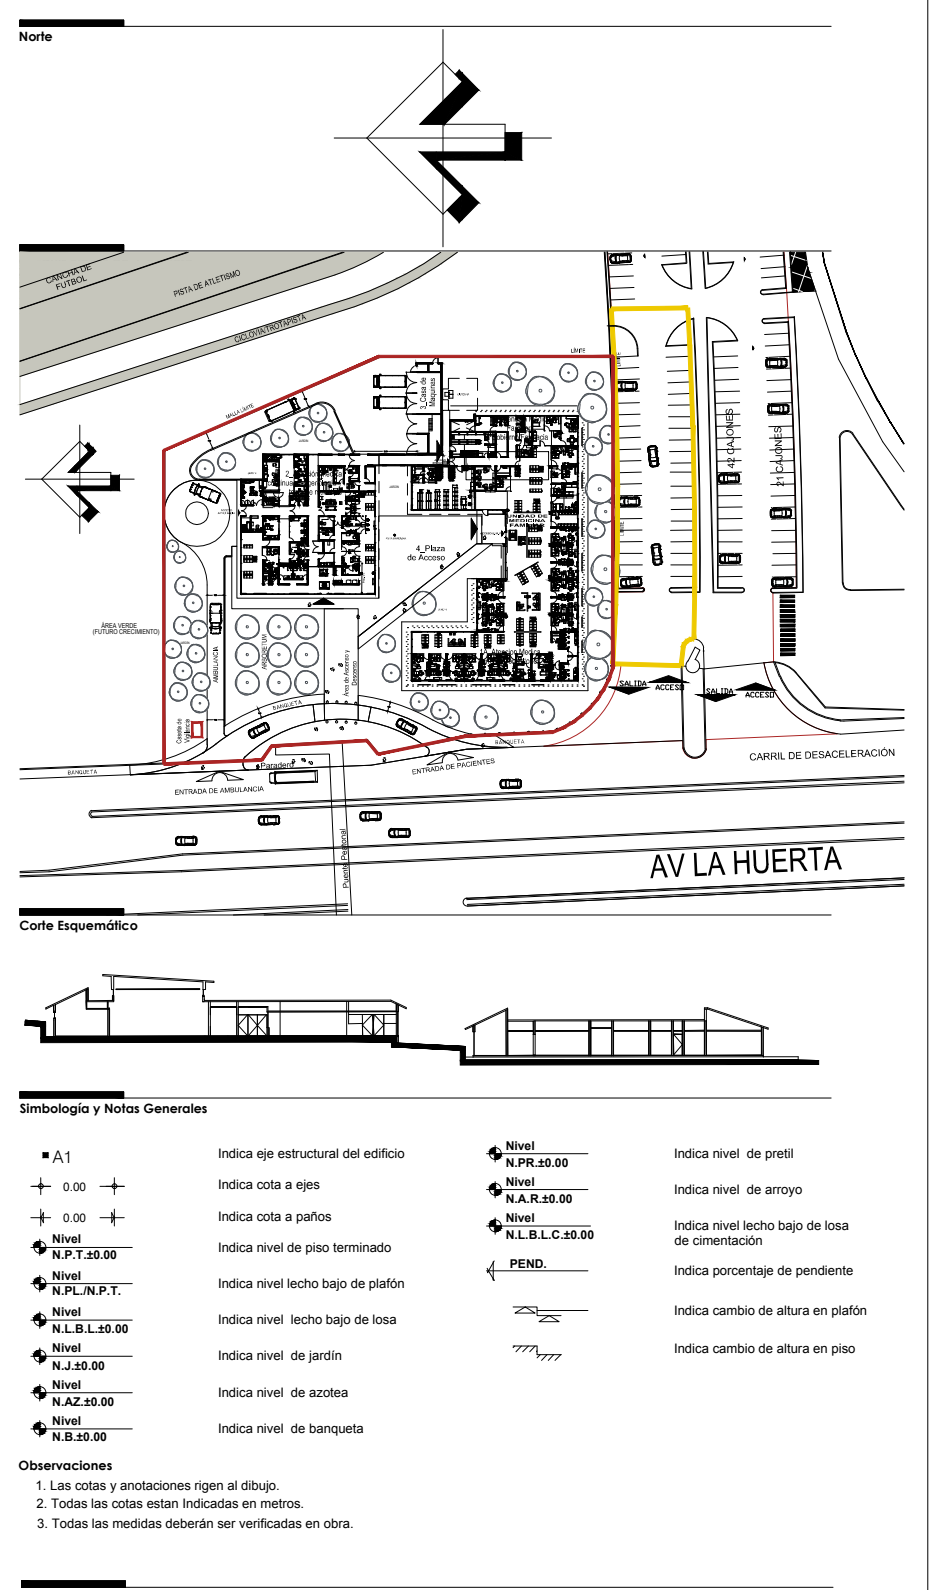 Norte
CANCHA DE
FUTBOL
PISTA DE ATLETISMO
CICLOVIA/TROTAPISTA
LÍMITE
MALLA LIMITE
3_Casa de
Maquinas
42 CAJONES
21 CAJONES
UNIDAD DE
MEDICINA
4_Plaza
de Acceso
ÁREA VERDE
(FUTURO CRECIMIENTO)
AMBULANCIA
ARBORETUM
Área de Ascenso y
Descenso
Caseta de
Vigilancia
BANQUETA
BANQUETA
BANQUETA
SALIDA
ACCESO
SALIDA
ACCESO
Paradero
ENTRADA DE AMBULANCIA
ENTRADA DE PACIENTES
CARRIL DE DESACELERACIÓN
Puente Peatonal
AV LA HUERTA
Corte Esquemático
Simbología y Notas Generales
A1
Indica eje estructural del edificio
0.00
Indica cota a ejes
0.00
Indica cota a paños
Nivel
N.P.T.±0.00
Indica nivel de piso terminado
Nivel
N.PL./N.P.T.
Indica nivel lecho bajo de plafón
Nivel
N.L.B.L.±0.00
Indica nivel lecho bajo de losa
Nivel
N.J.±0.00
Indica nivel de jardín
Nivel
N.AZ.±0.00
Indica nivel de azotea
Nivel
N.B.±0.00
Indica nivel de banqueta
Nivel
N.PR.±0.00
Indica nivel de pretil
Nivel
N.A.R.±0.00
Indica nivel de arroyo
Nivel
N.L.B.L.C.±0.00
Indica nivel lecho bajo de losa
de cimentación
PEND.
Indica porcentaje de pendiente
Indica cambio de altura en plafón
Indica cambio de altura en piso
Observaciones
1. Las cotas y anotaciones rigen al dibujo.
2. Todas las cotas estan Indicadas en metros.
3. Todas las medidas deberán ser verificadas en obra.